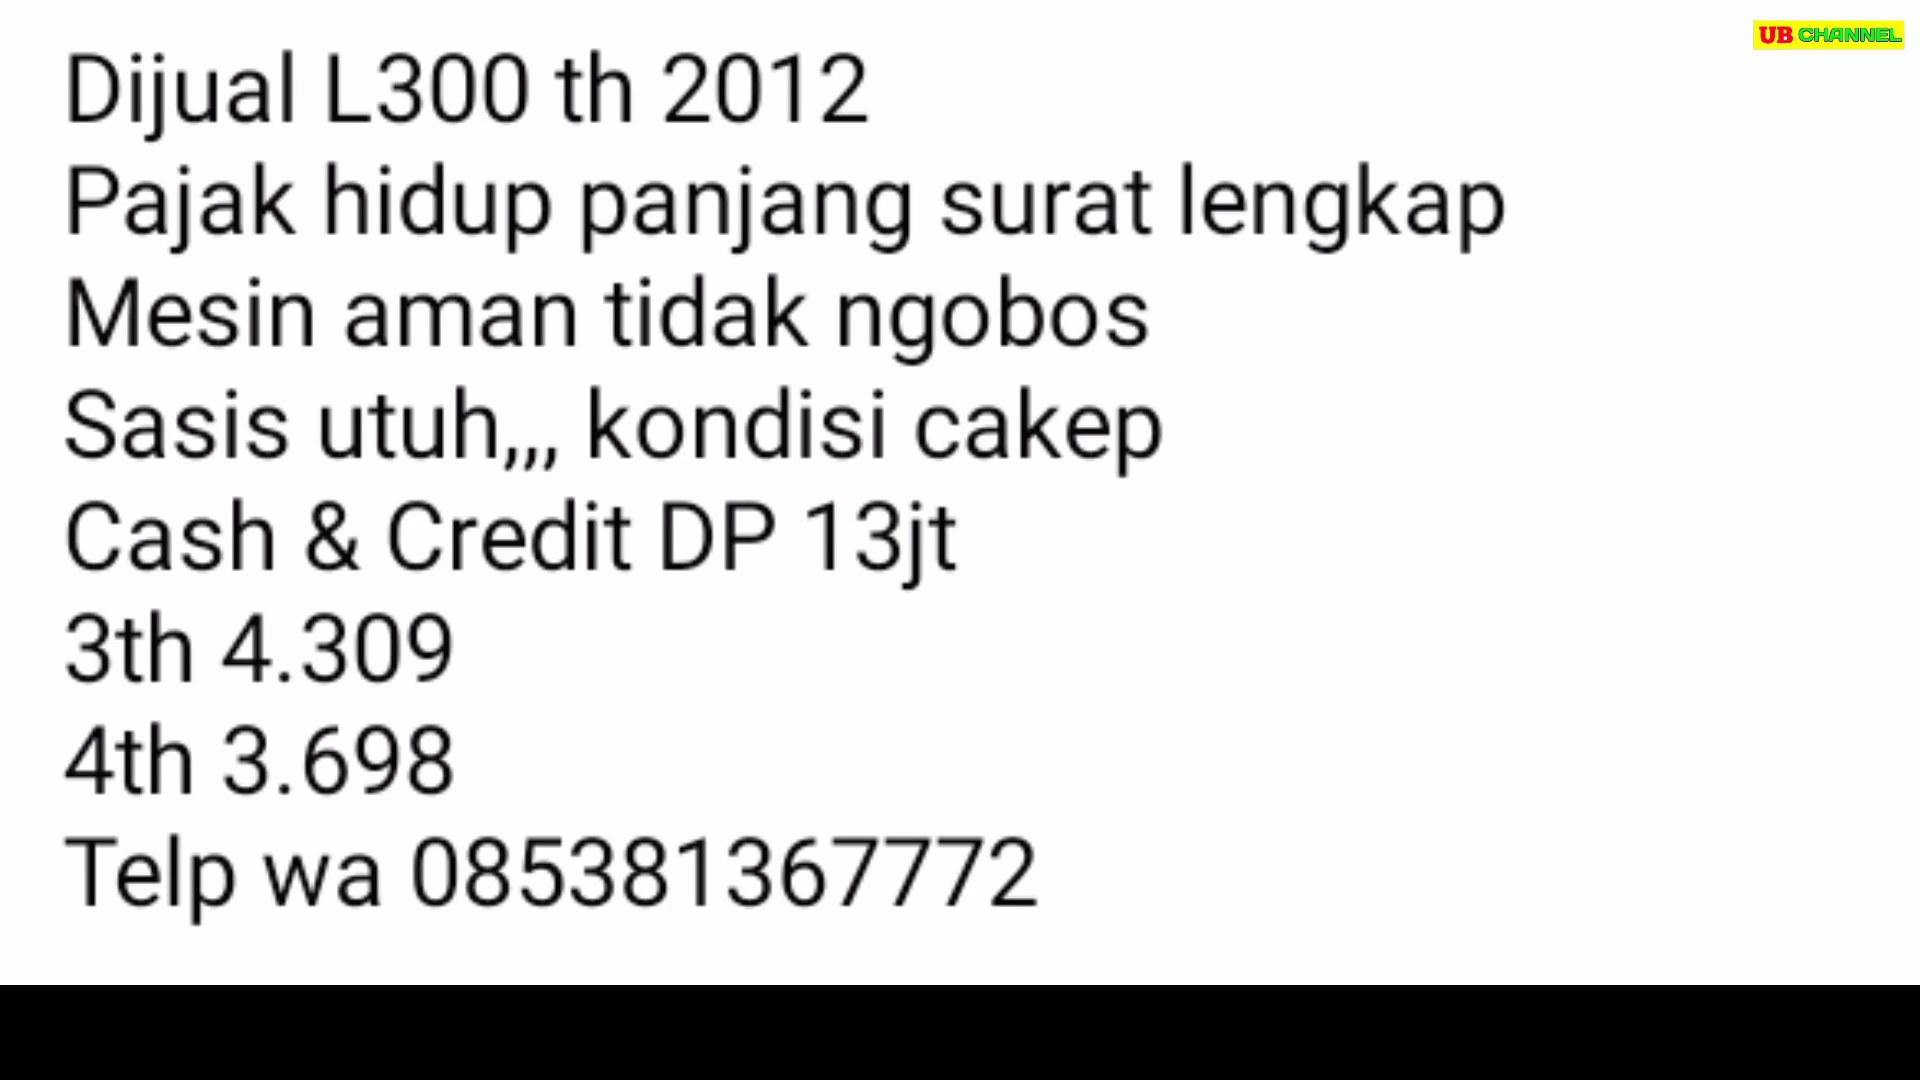 UB CHANNEL
Dijual L300 th 2012
Pajak hidup panjang surat lengkap
Mesin aman tidak ngobos
Sasis utuh,,, kondisi cakep
Cash & Credit DP 13jt
3th 4.309
4th 3.698
Telp wa 085381367772